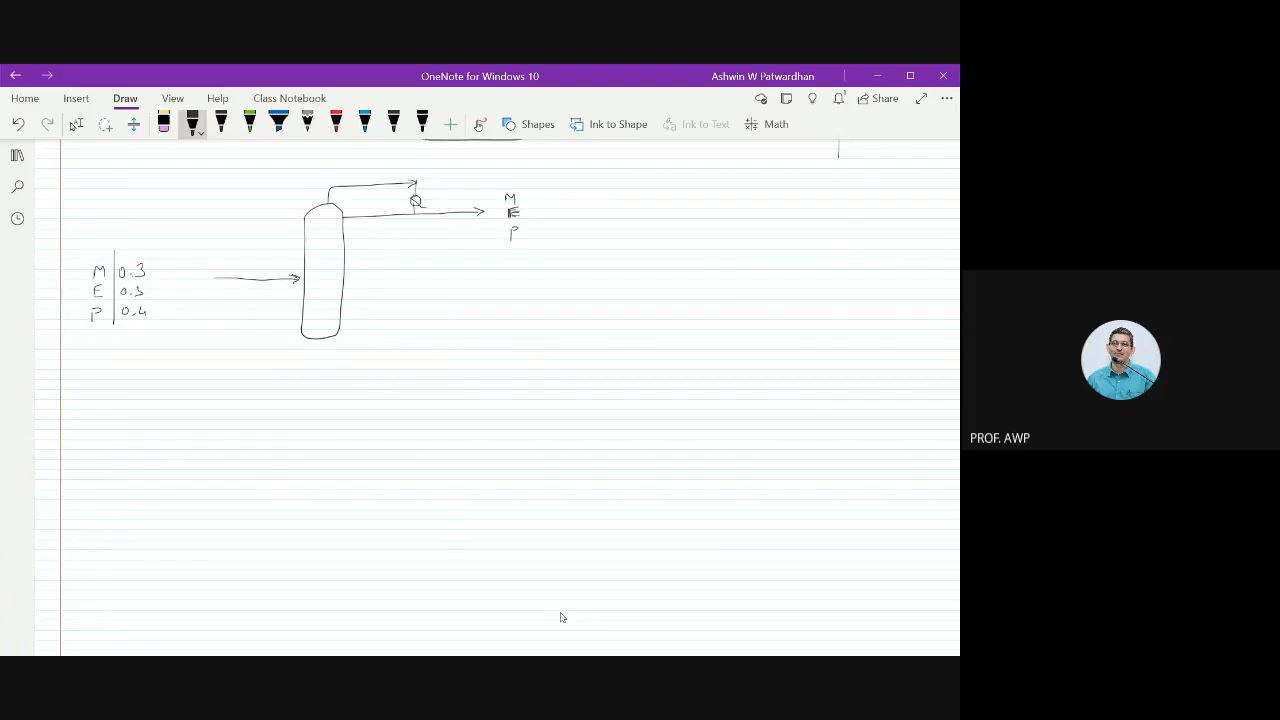 OneNote for Windows 10
Ashwin W Patwardhan
Home Insert Draw View Help Class Notebook Share
Shapes Ink to Shape Ink to Text Math
M
E
P
M 0.3
E 0.3
P 0.4
PROF. AWP